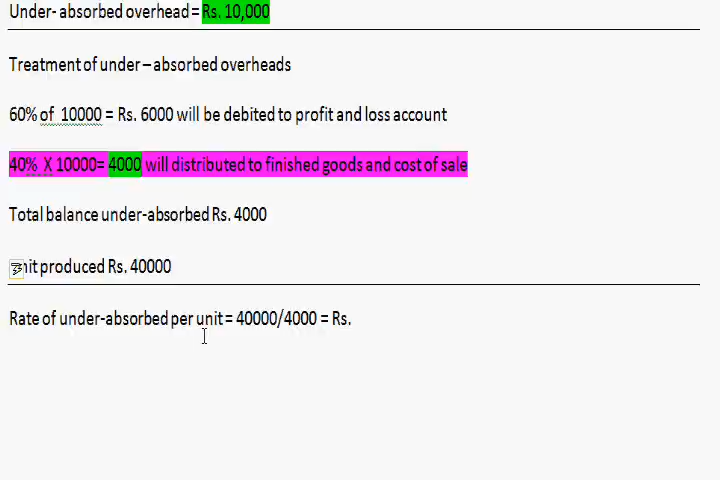 Under- absorbed overhead = Rs. 10,000
Treatment of under – absorbed overheads
60% of 10000 = Rs. 6000 will be debited to profit and loss account
40% X 10000= 4000 will distributed to finished goods and cost of sale
Total balance under-absorbed Rs. 4000
nit produced Rs. 40000
Rate of under-absorbed per unit = 40000/4000 = Rs.